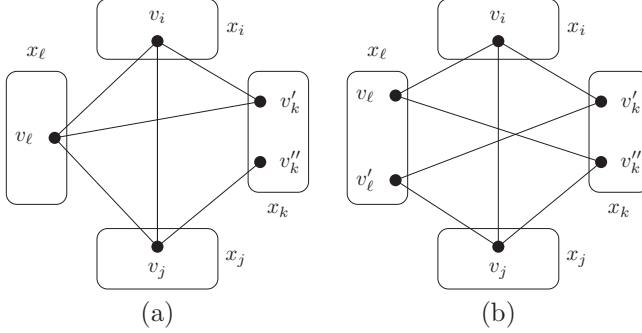 v_i
x_i
x_ℓ
v'_k
v_ℓ
v''_k
x_k
v_j
x_j
(a)
v_i
x_i
x_ℓ
v_ℓ
v'_k
v''_k
v'_ℓ
x_k
v_j
x_j
(b)